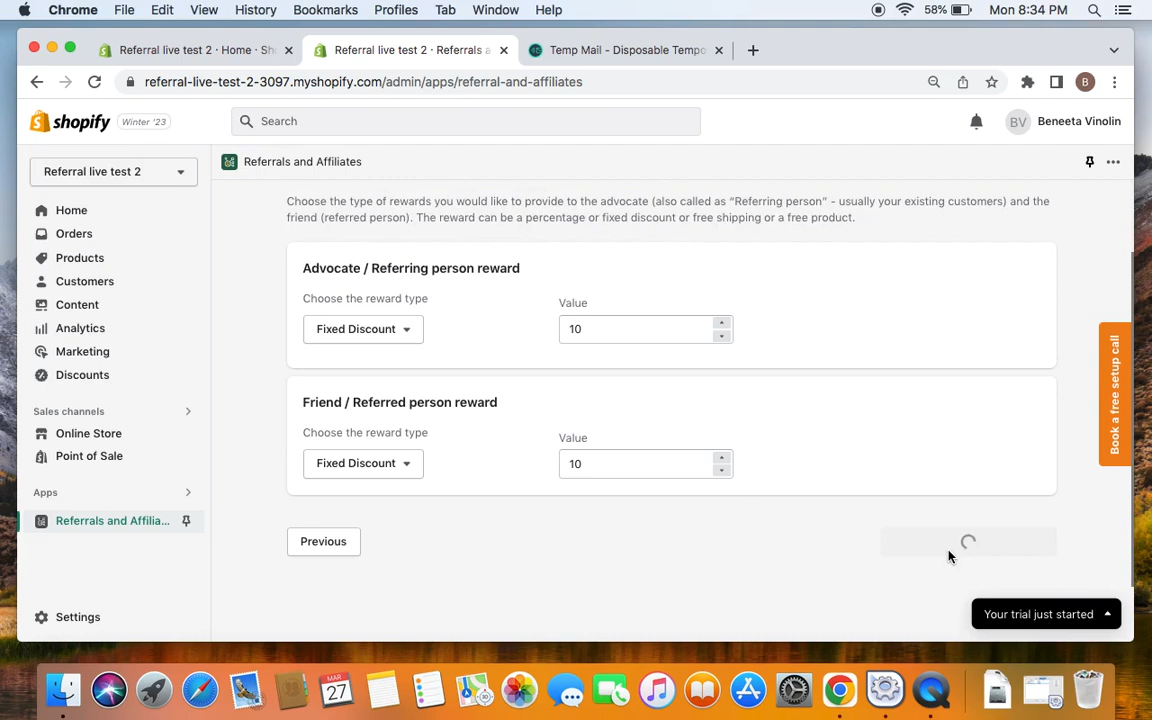 Chrome File Edit View History Bookmarks Profiles Tab Window Help 58% Mon 8:34 PM
Referral live test 2 · Home · Sh Referral live test 2 · Referrals a Temp Mail - Disposable Tempo
referral-live-test-2-3097.myshopify.com/admin/apps/referral-and-affiliates B
shopify Winter '23 Search BV Beneeta Vinolin
Referral live test 2
Referrals and Affiliates
Home
Orders
Products
Customers
Content
Analytics
Marketing
Discounts
Sales channels
Online Store
Point of Sale
Apps
Referrals and Affilia...
Settings
Choose the type of rewards you would like to provide to the advocate (also called as “Referring person” - usually your existing customers) and the
friend (referred person). The reward can be a percentage or fixed discount or free shipping or a free product.
Advocate / Referring person reward
Choose the reward type Value
Fixed Discount 10
Friend / Referred person reward
Choose the reward type Value
Fixed Discount 10
Previous
Book a free setup call
Your trial just started
MAR
27